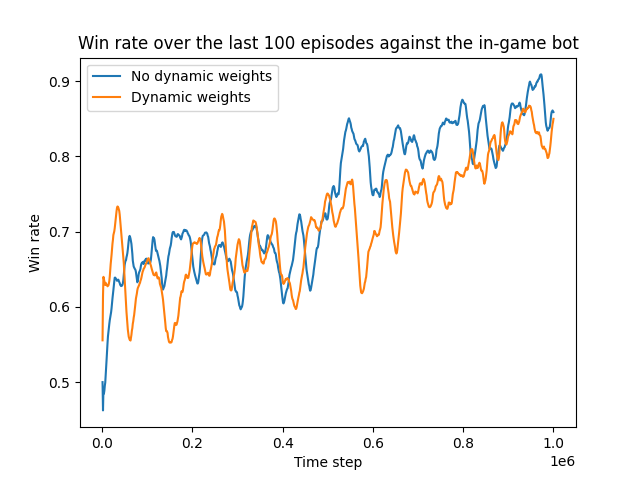 Win rate over the last 100 episodes against the in-game bot
No dynamic weights
Dynamic weights
Win rate
0.9
0.8
0.7
0.6
0.5
0.0 0.2 0.4 0.6 0.8 1.0
Time step
1e6